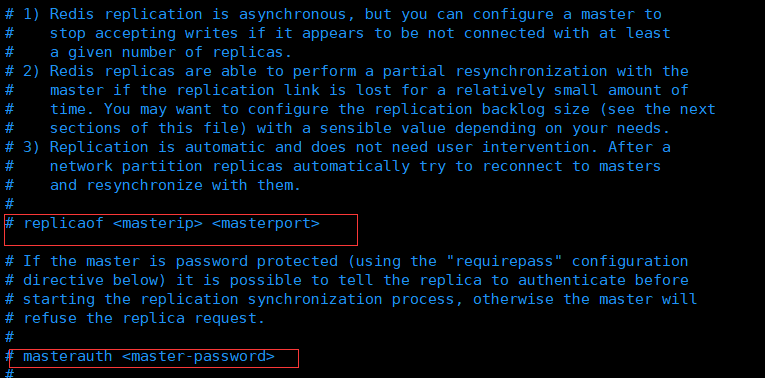 # 1) Redis replication is asynchronous, but you can configure a master to
#    stop accepting writes if it appears to be not connected with at least
#    a given number of replicas.
# 2) Redis replicas are able to perform a partial resynchronization with the
#    master if the replication link is lost for a relatively small amount of
#    time. You may want to configure the replication backlog size (see the next
#    sections of this file) with a sensible value depending on your needs.
# 3) Replication is automatic and does not need user intervention. After a
#    network partition replicas automatically try to reconnect to masters
#    and resynchronize with them.
#
# replicaof <masterip> <masterport>

# If the master is password protected (using the "requirepass" configuration
# directive below) it is possible to tell the replica to authenticate before
# starting the replication synchronization process, otherwise the master will
# refuse the replica request.
#
# masterauth <master-password>
#